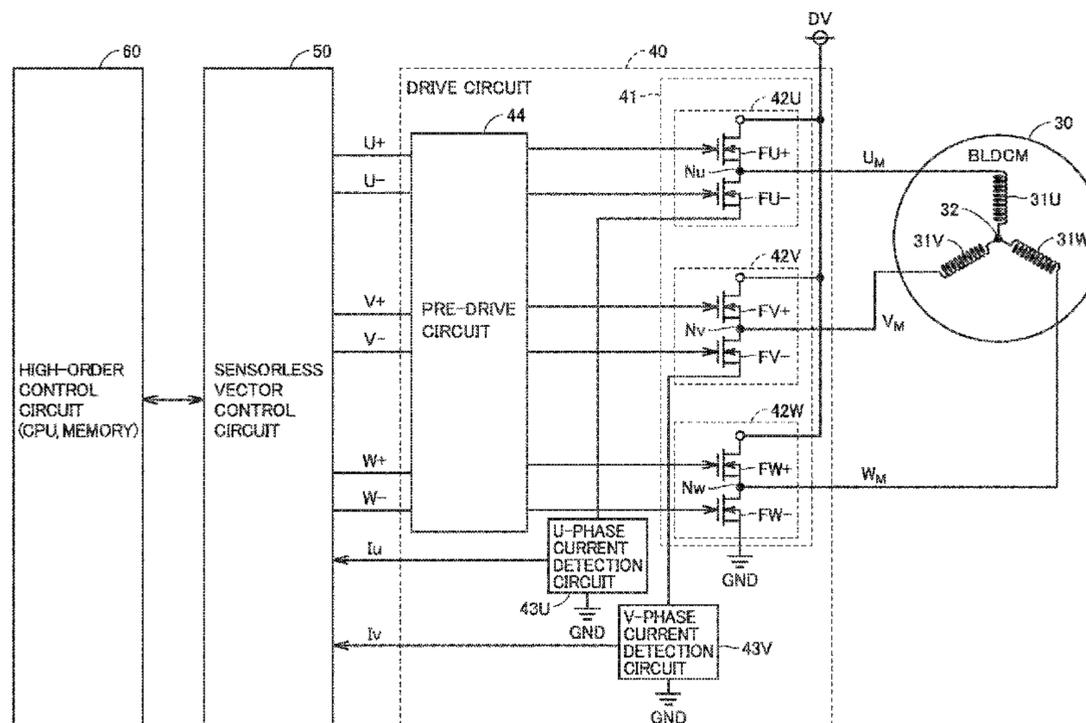 DV
60
50
40
DRIVE CIRCUIT
41
42U
44
30
BLDCM
U+
FU+
UM
Nu
U-
FU-
31U
32
31V
31W
42V
PRE-DRIVE
CIRCUIT
V+
FV+
Nv
VM
V-
FV-
HIGH-ORDER
CONTROL
CIRCUIT
(CPU, MEMORY)
SENSORLESS
VECTOR
CONTROL
CIRCUIT
42W
W+
FW+
Nw
WM
W-
FW-
U-PHASE
CURRENT
DETECTION
CIRCUIT
Iu
GND
43U
GND
V-PHASE
CURRENT
DETECTION
CIRCUIT
Iv
43V
GND